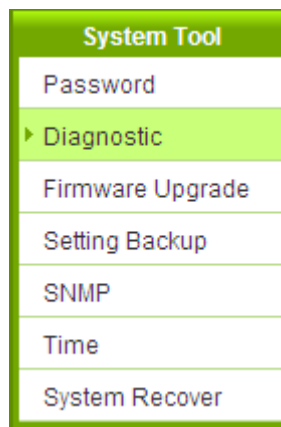 System Tool
Password
Diagnostic
Firmware Upgrade
Setting Backup
SNMP
Time
System Recover